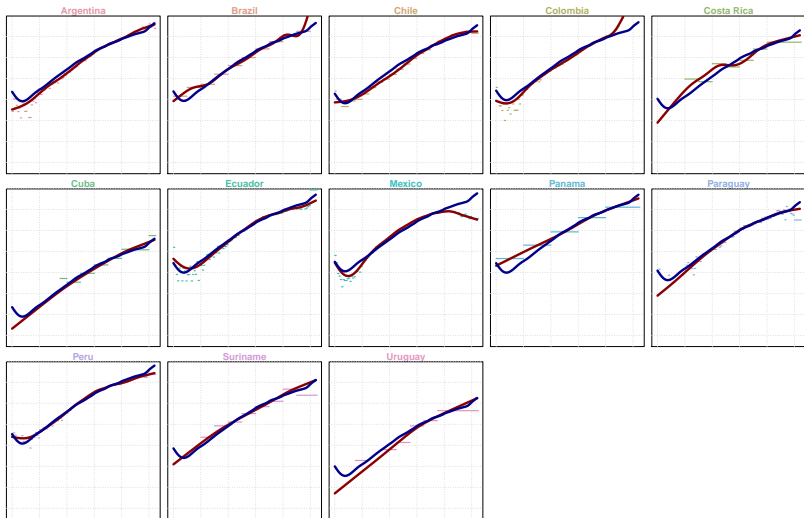 Argentina
Brazil
Chile
Colombia
Costa Rica
Cuba
Ecuador
Mexico
Panama
Paraguay
Peru
Suriname
Uruguay